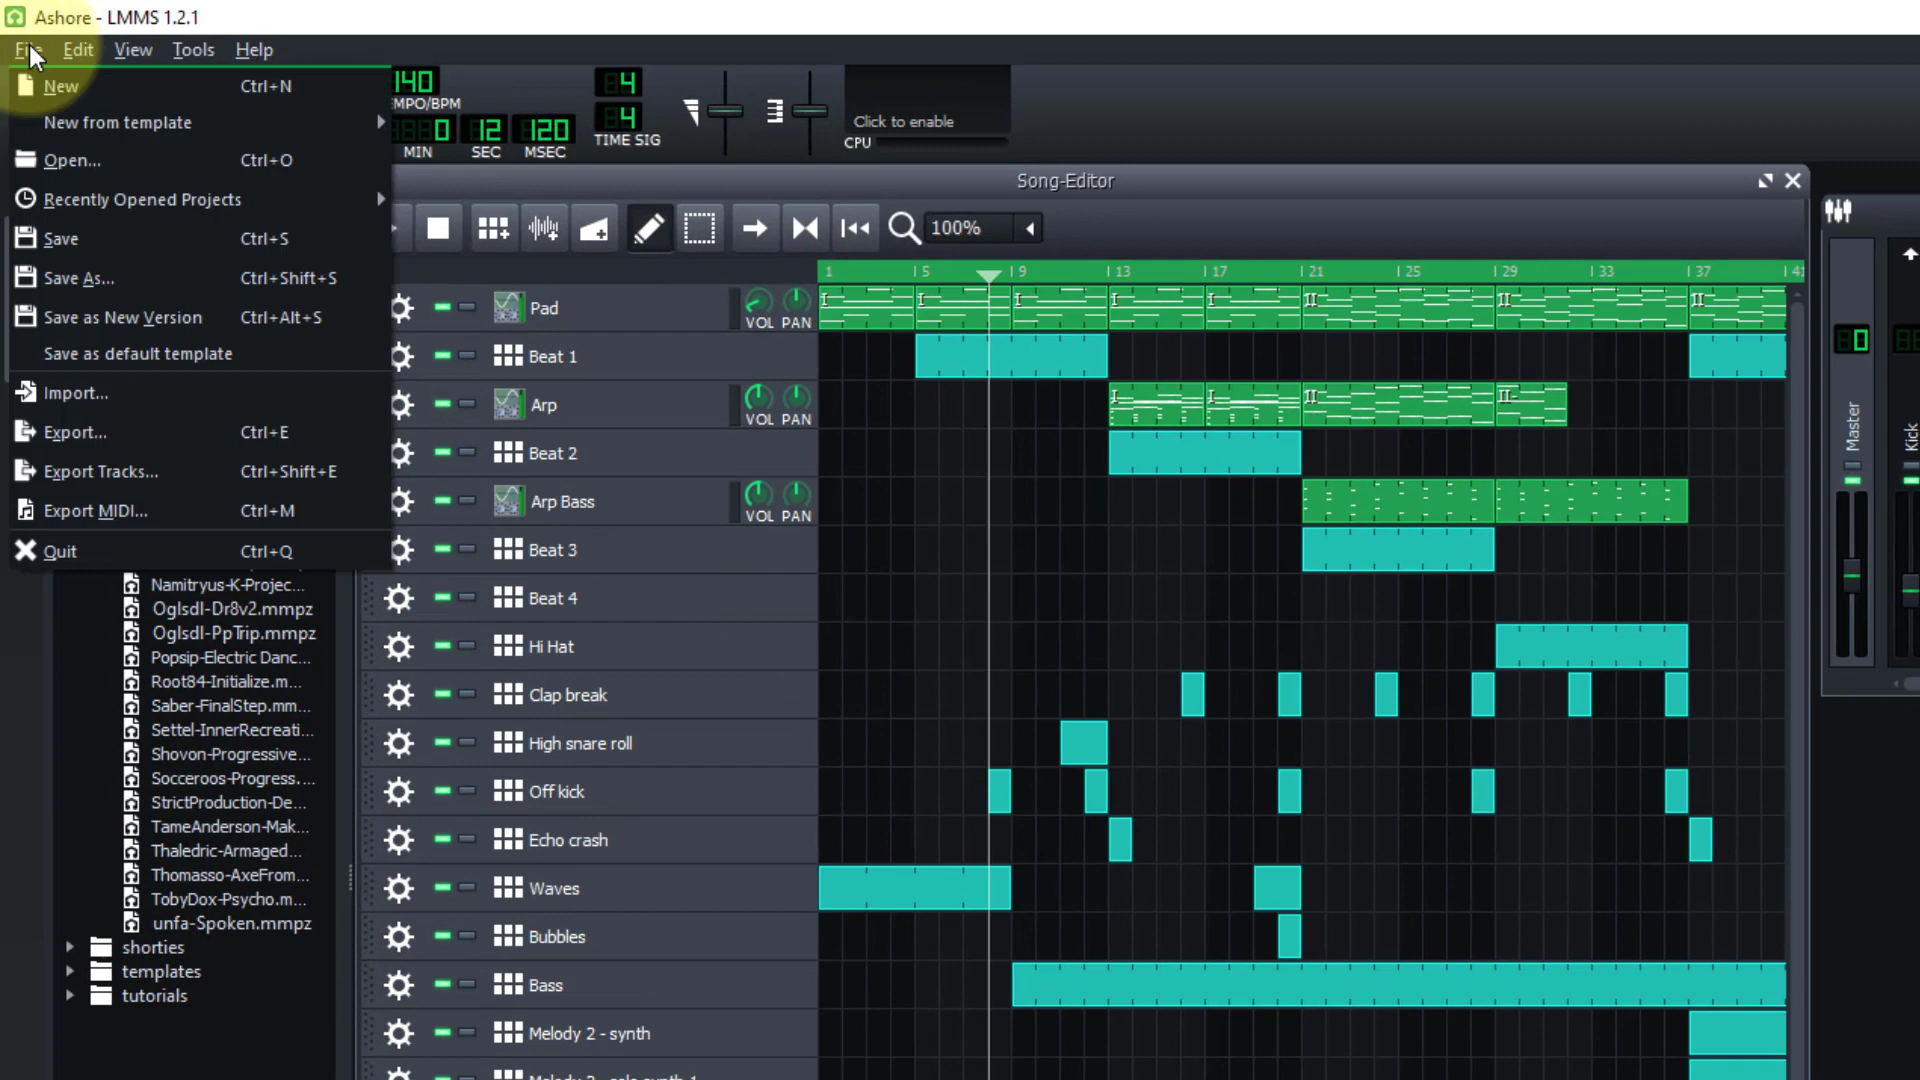 Ashore - LMMS 1.2.1
File Edit View Tools Help
New Ctrl+N
New from template
Open... Ctrl+O
Recently Opened Projects
Save Ctrl+S
Save As... Ctrl+Shift+S
Save as New Version Ctrl+Alt+S
Save as default template
Import...
Export... Ctrl+E
Export Tracks... Ctrl+Shift+E
Export MIDI... Ctrl+M
Quit Ctrl+Q
140
EMPO/BPM
0 12 120
MIN SEC MSEC
4
4
TIME SIG
Click to enable
CPU
Song-Editor
100%
1 5 9 13 17 21 25 29 33 37 41
Pad VOL PAN
I I I I I II II II
Beat 1
Arp VOL PAN
I I II II-
Beat 2
Arp Bass VOL PAN
Beat 3
Beat 4
Hi Hat
Clap break
High snare roll
Off kick
Echo crash
Waves
Bubbles
Bass
Melody 2 - synth
Namitryus-K-Projec...
Oglsdl-Dr8v2.mmpz
Oglsdl-PpTrip.mmpz
Popsip-Electric Danc...
Root84-Initialize.m...
Saber-FinalStep.mm...
Settel-InnerRecreati...
Shovon-Progressive...
Socceroos-Progress....
StrictProduction-De...
TameAnderson-Mak...
Thaledric-Armaged...
Thomasso-AxeFrom...
TobyDox-Psycho.m...
unfa-Spoken.mmpz
shorties
templates
tutorials
0
Master
Kick